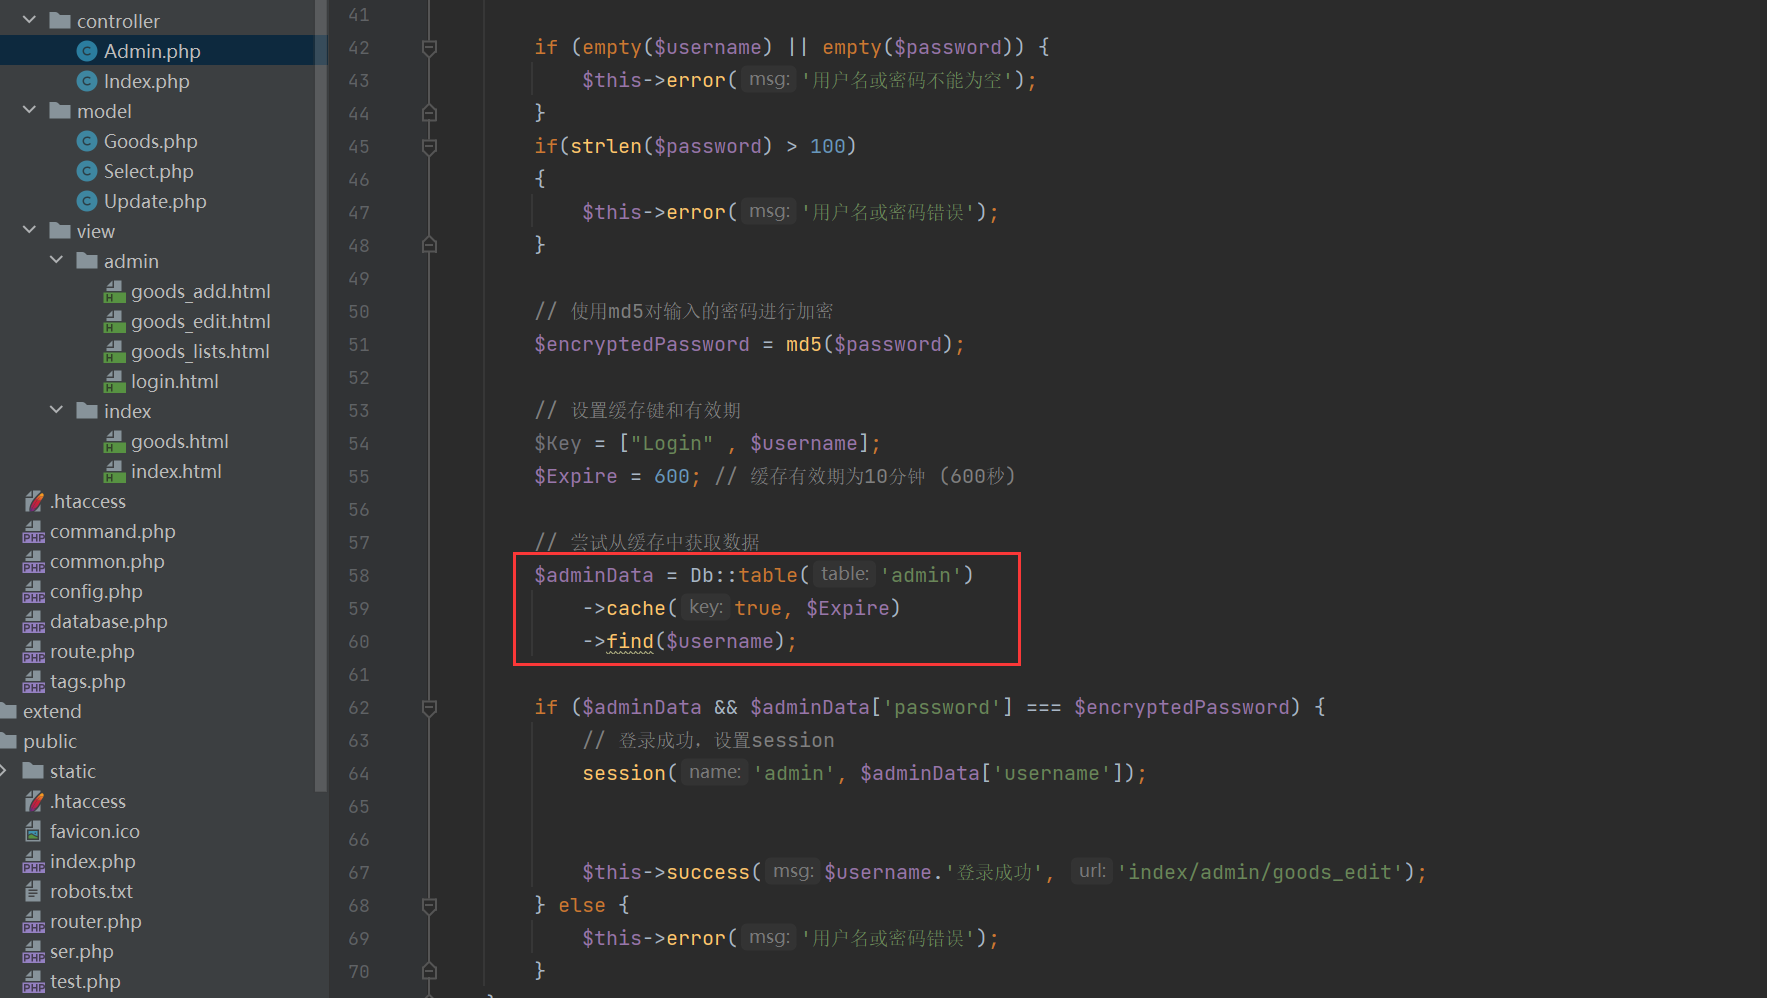 controller
Admin.php
Index.php
model
Goods.php
Select.php
Update.php
view
admin
goods_add.html
goods_edit.html
goods_lists.html
login.html
index
goods.html
index.html
.htaccess
command.php
common.php
config.php
database.php
route.php
tags.php
extend
public
static
.htaccess
favicon.ico
index.php
robots.txt
router.php
ser.php
test.php
41
42 if (empty($username) || empty($password)) {
43 $this->error( msg: '用户名或密码不能为空');
44 }
45 if(strlen($password) > 100)
46 {
47 $this->error( msg: '用户名或密码错误');
48 }
49
50 // 使用md5对输入的密码进行加密
51 $encryptedPassword = md5($password);
52
53 // 设置缓存键和有效期
54 $Key = ["Login" , $username];
55 $Expire = 600; // 缓存有效期为10分钟 (600秒)
56
57 // 尝试从缓存中获取数据
58 $adminData = Db::table( table: 'admin')
59 ->cache( key: true, $Expire)
60 ->find($username);
61
62 if ($adminData && $adminData['password'] === $encryptedPassword) {
63 // 登录成功，设置session
64 session( name: 'admin', $adminData['username']);
65
66
67 $this->success( msg: $username.'登录成功', url: 'index/admin/goods_edit');
68 } else {
69 $this->error( msg: '用户名或密码错误');
70 }